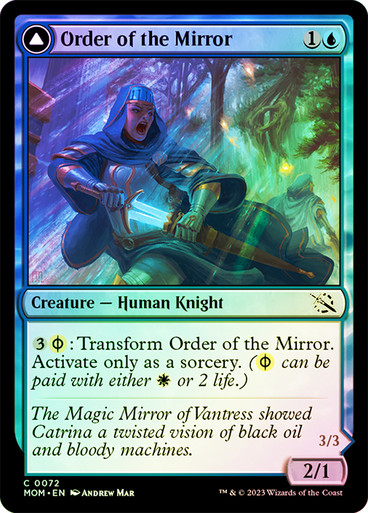 Order of the Mirror 1
Creature — Human Knight
3 : Transform Order of the Mirror.
Activate only as a sorcery. ( can be
paid with either or 2 life.)
The Magic Mirror of Vantress showed
Catrina a twisted vision of black oil
and bloody machines.
3/3
2/1
C 0072
MOM • EN Andrew Mar
™ & © 2023 Wizards of the Coast